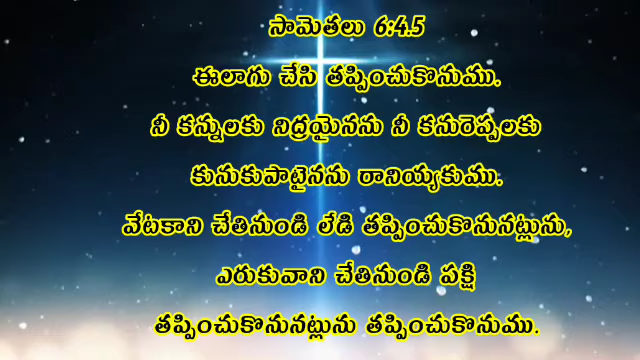 సామెతలు 6:4.5
ఈలాగు చేసి తప్పించుకొనుము.
నీ కన్నులకు నిద్రయైనను నీ కనురెప్పలకు
కునుకుపాటైనను రానియ్యకుము.
వేటకాని చేతినుండి లేడి తప్పించుకొనునట్లును,
ఎరుకువాని చేతినుండి పక్షి
తప్పించుకొనునట్లును తప్పించుకొనుము.